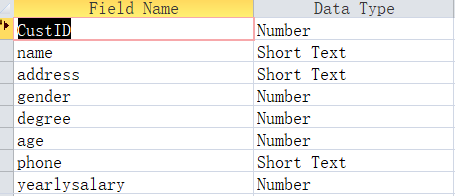 Field Name Data Type
CustID Number
name Short Text
address Short Text
gender Number
degree Number
age Number
phone Short Text
yearlysalary Number